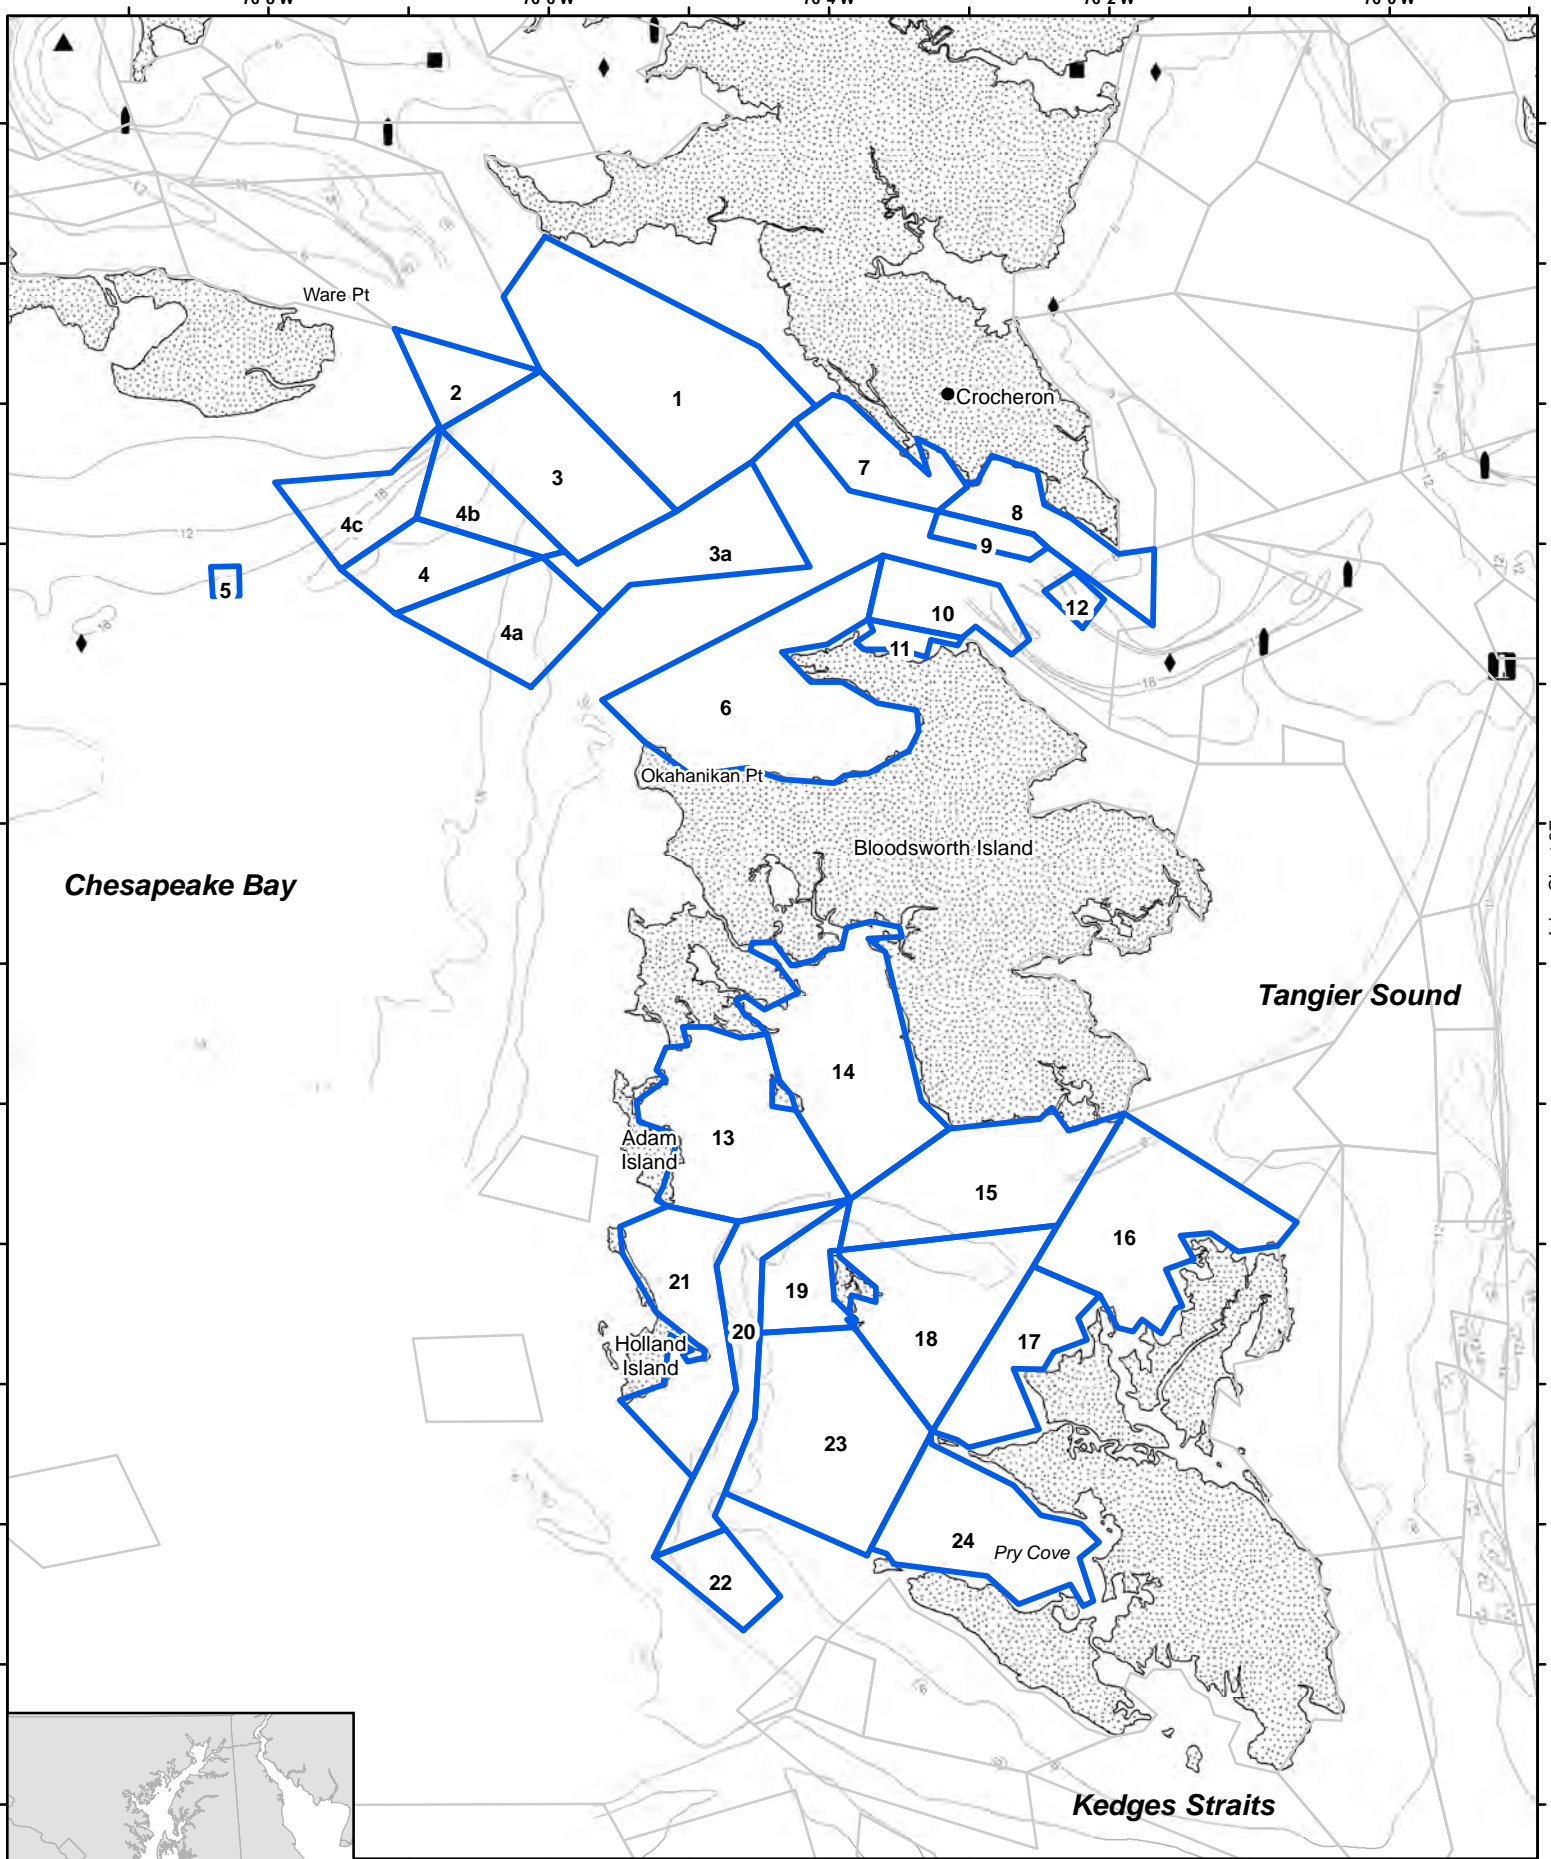 Ware Pt
1
2
Crocheron
3
7
4c
4b
8
3a
9
4
5
12
10
4a
11
6
Okahanikan Pt
Bloodsworth Island
Chesapeake Bay
Tangier Sound
14
13
Adam
Island
15
16
21
19
20
18
17
Holland
Island
23
24
Pry Cove
22
Kedges Straits